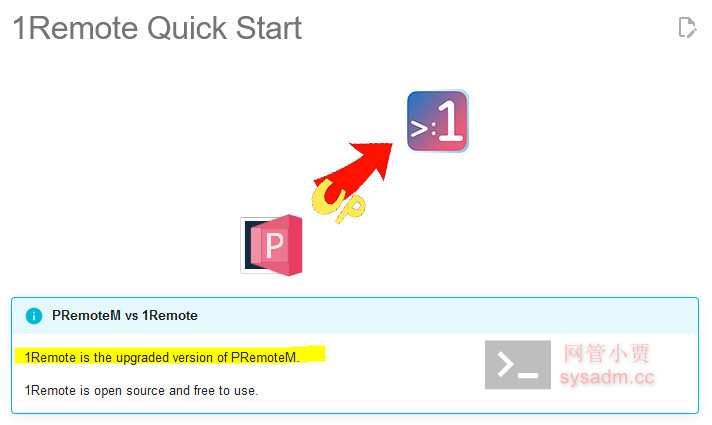 1Remote Quick Start
>:1
UP
P
PRemoteM vs 1Remote
1Remote is the upgraded version of PRemoteM.
1Remote is open source and free to use.
>_
网管小贾
sysadm.cc